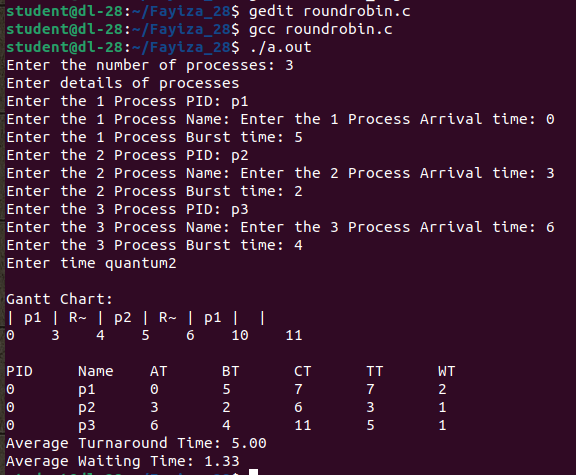 student@dl-28:~/Fayiza_28$ gedit roundrobin.c
student@dl-28:~/Fayiza_28$ gcc roundrobin.c
student@dl-28:~/Fayiza_28$ ./a.out
Enter the number of processes: 3
Enter details of processes
Enter the 1 Process PID: p1
Enter the 1 Process Name: Enter the 1 Process Arrival time: 0
Enter the 1 Process Burst time: 5
Enter the 2 Process PID: p2
Enter the 2 Process Name: Enter the 2 Process Arrival time: 3
Enter the 2 Process Burst time: 2
Enter the 3 Process PID: p3
Enter the 3 Process Name: Enter the 3 Process Arrival time: 6
Enter the 3 Process Burst time: 4
Enter time quantum2
Gantt Chart:
| p1 | R~ | p2 | R~ | p1 |  |
0 3 4 5 6 10 11
PID Name AT BT CT TT WT
0 p1 0 5 7 7 2
0 p2 3 2 6 3 1
0 p3 6 4 11 5 1
Average Turnaround Time: 5.00
Average Waiting Time: 1.33